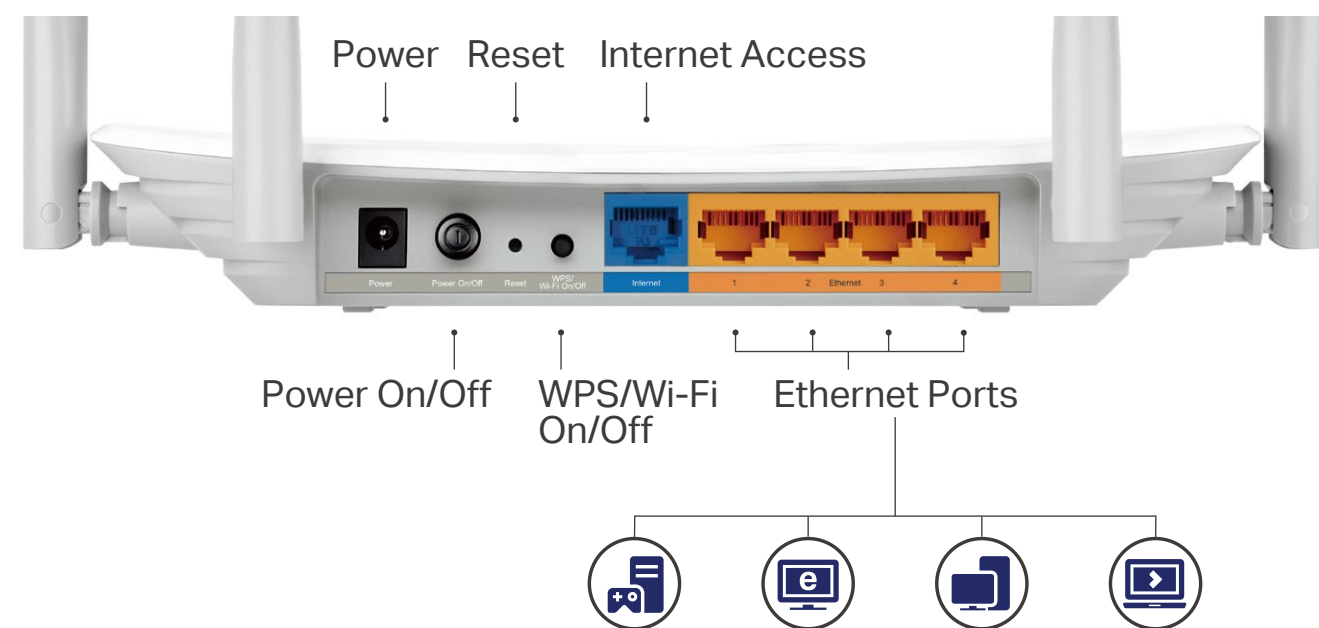 Power Reset Internet Access
Power
Power On/Off
Reset
WPS/
Wi-Fi On/Off
Internet
1
2
Ethernet
3
4
Power On/Off
WPS/Wi-Fi
On/Off
Ethernet Ports
e